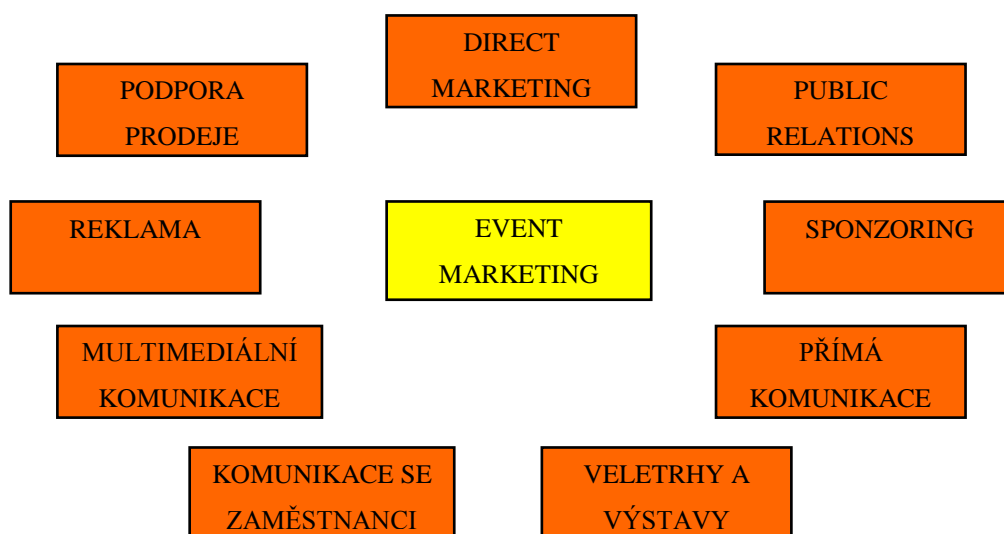 DIRECT
MARKETING
PODPORA
PRODEJE
PUBLIC
RELATIONS
REKLAMA
EVENT
MARKETING
SPONZORING
MULTIMEDIÁLNÍ
KOMUNIKACE
PŘÍMÁ
KOMUNIKACE
KOMUNIKACE SE
ZAMĚSTNANCI
VELETRHY A
VÝSTAVY